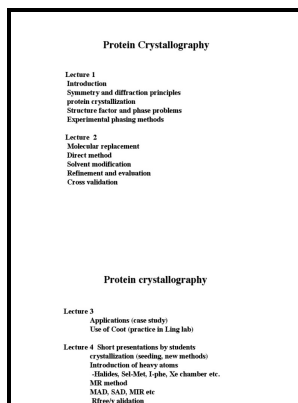 Protein Crystallography
Lecture 1
Introduction
Symmetry and diffraction principles
protein crystallization
Structure factor and phase problems
Experimental phasing methods
Lecture 2
Molecular replacement
Direct method
Solvent modification
Refinement and evaluation
Cross validation
Protein crystallography
Lecture 3
Applications (case study)
Use of Coot (practice in Ling lab)
Lecture 4 Short presentations by students
crystallization (seeding, new methods)
Introduction of heavy atoms
-Halides, Sel-Met, I-phe, Xe chamber etc.
MR method
MAD, SAD, MIR etc
Rfree/v alidation